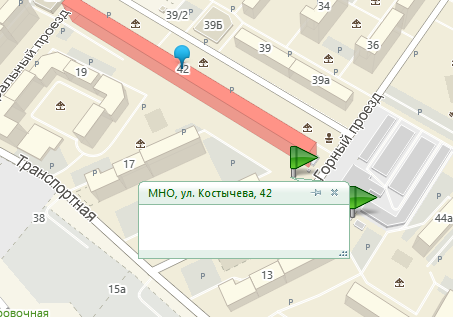 39/2
34
39Б
39
36
19
42
39а
ральный проезд
Горный проезд
17
Транспортная
МНО, ул. Костычева, 42
38
44а
13
15а
ровочная
P
P
P
P
P
P
P
P